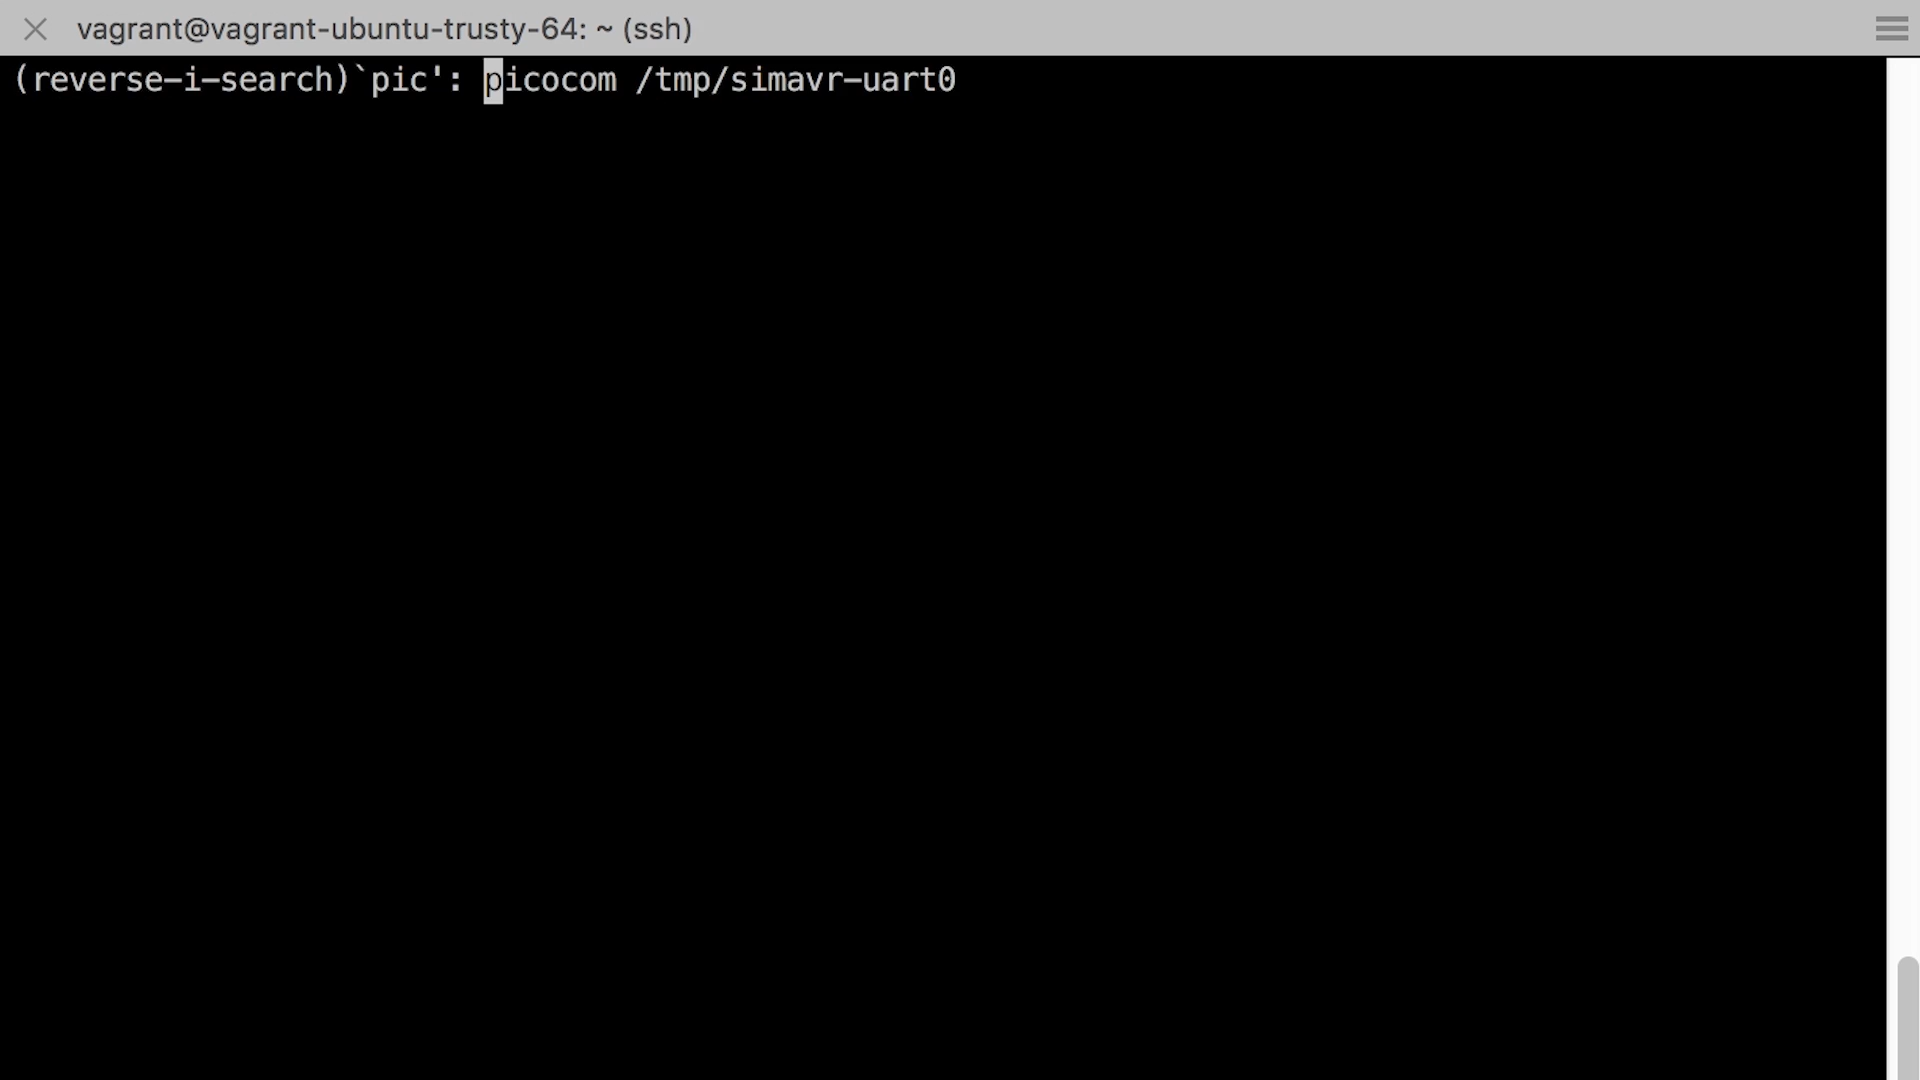 vagrant@vagrant-ubuntu-trusty-64: ~ (ssh)
(reverse-i-search)`pic': picocom /tmp/simavr-uart0